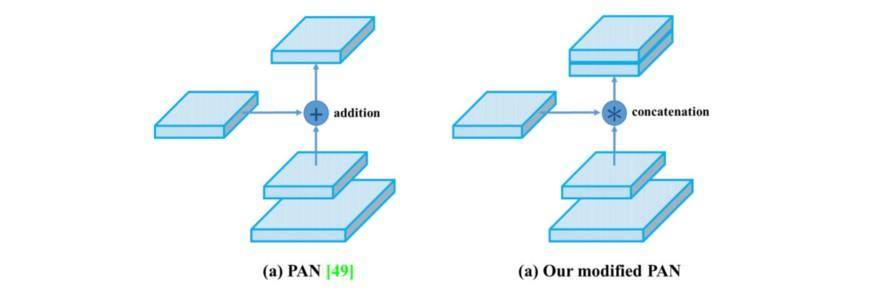 + addition
* concatenation
(a) PAN [49]
(a) Our modified PAN